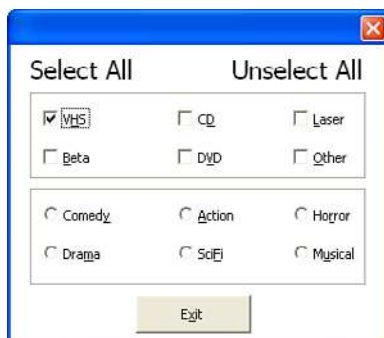 Select All Unselect All
VHS CD Laser
Beta DVD Other
Comedy Action Horror
Drama SciFi Musical
Exit